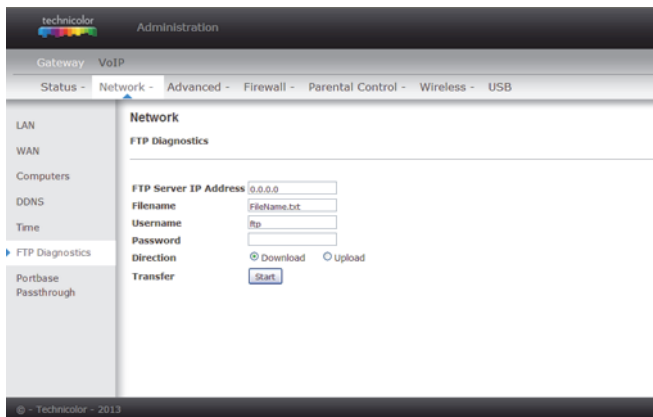 technicolor
Administration
Gateway VoIP
Status - Network - Advanced - Firewall - Parental Control - Wireless - USB
LAN
WAN
Computers
DDNS
Time
FTP Diagnostics
Portbase
Passthrough
Network
FTP Diagnostics
FTP Server IP Address 0.0.0.0
Filename FileName.txt
Username ftp
Password
Direction Download Upload
Transfer Start
© - Technicolor - 2013